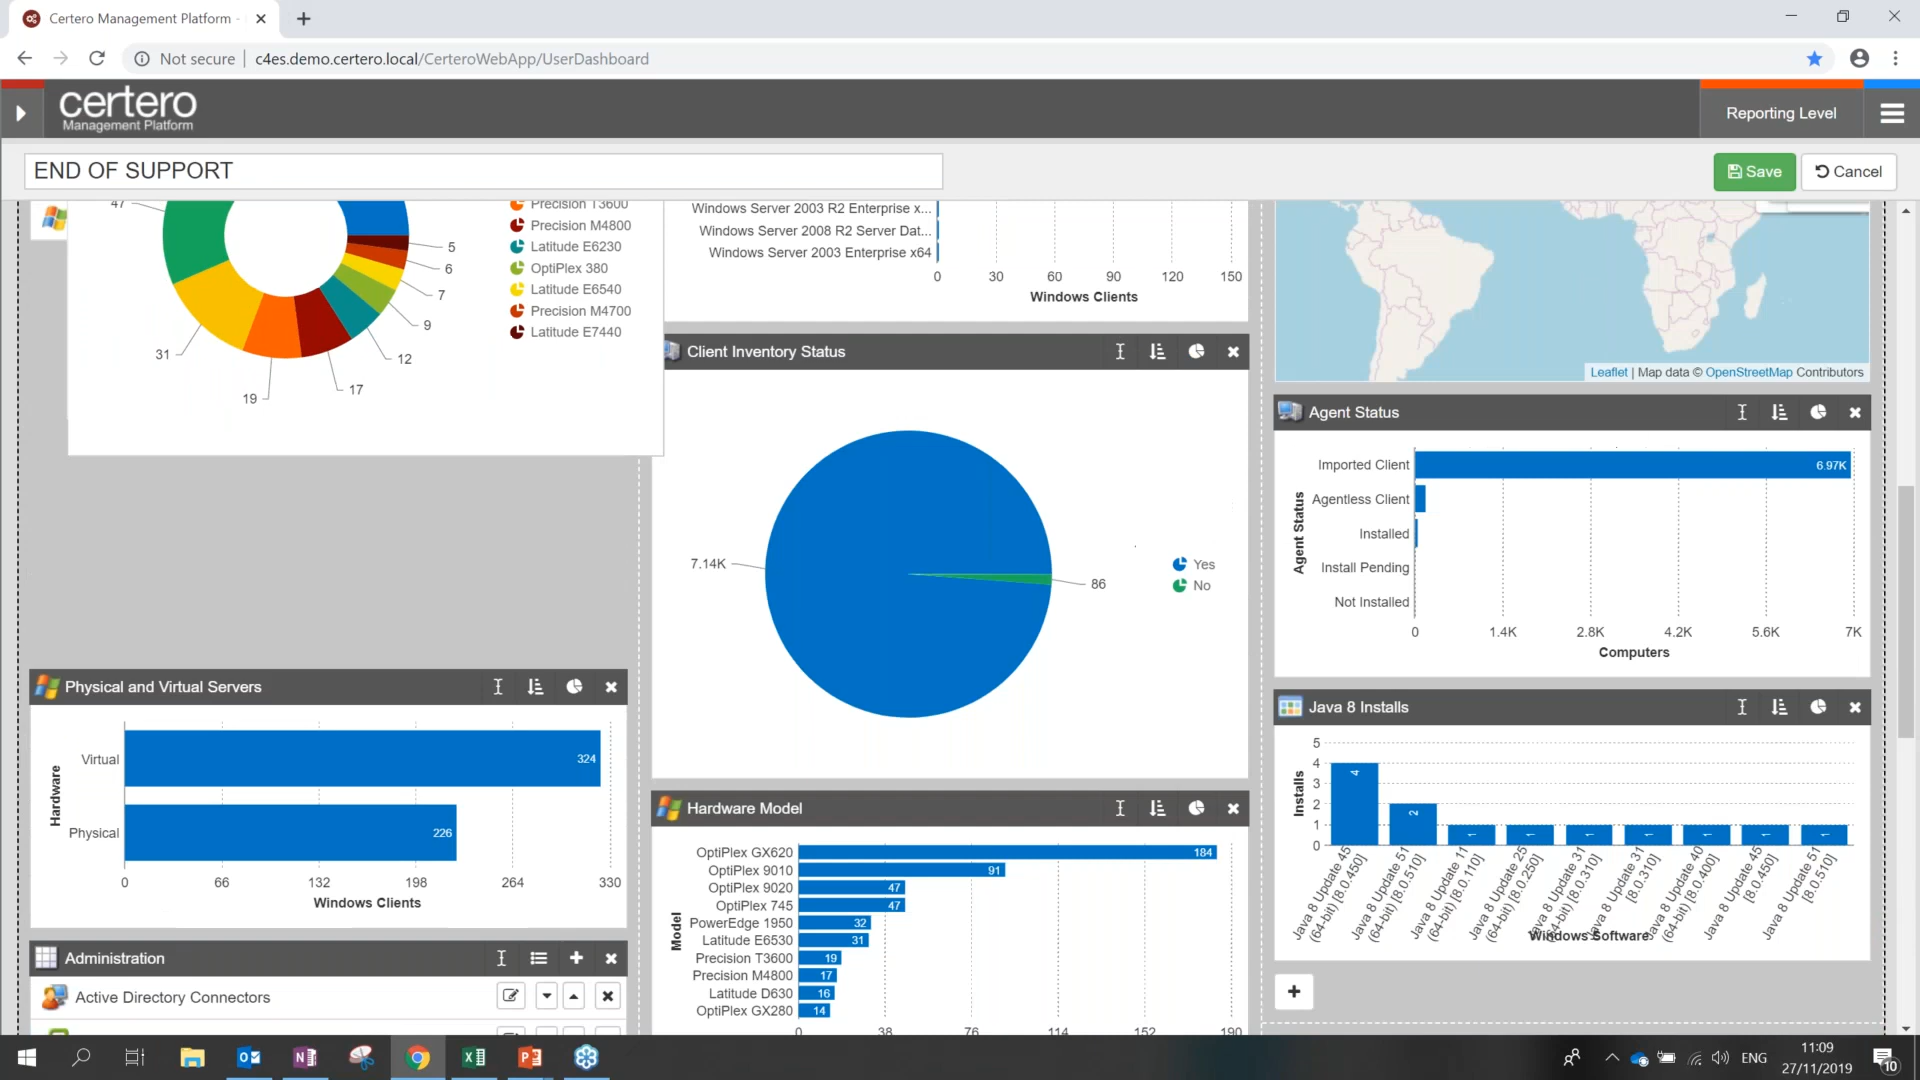 Certero Management Platform -
Not secure
c4es.demo.certero.local/CerteroWebApp/UserDashboard
certero
Management Platform
Reporting Level
END OF SUPPORT
Save
Cancel
47
31
19
17
12
9
7
6
5
Precision T3600
Precision M4800
Latitude E6230
OptiPlex 380
Latitude E6540
Precision M4700
Latitude E7440
Windows Server 2003 R2 Enterprise x...
Windows Server 2008 R2 Server Dat...
Windows Server 2003 Enterprise x64
0 30 60 90 120 150
Windows Clients
Leaflet | Map data © OpenStreetMap Contributors
Client Inventory Status
7.14K
86
Yes
No
Agent Status
Agent Status
Imported Client 6.97K
Agentless Client
Installed
Install Pending
Not Installed
0 1.4K 2.8K 4.2K 5.6K 7K
Computers
Physical and Virtual Servers
Hardware
Virtual 324
Physical 226
0 66 132 198 264 330
Windows Clients
Java 8 Installs
Installs
5
4
3
2
1
0
4 2 1 1 1 1 1 1 1
Java 8 Update 45 (64-bit) [8.0.450]
Java 8 Update 51 (64-bit) [8.0.510]
Java 8 Update 11 (64-bit) [8.0.110]
Java 8 Update 25 (64-bit) [8.0.250]
Java 8 Update 31 (64-bit) [8.0.310]
Java 8 Update 31 [8.0.310]
Java 8 Update 40 (64-bit) [8.0.400]
Java 8 Update 45 [8.0.450]
Java 8 Update 51 [8.0.510]
Windows Software
Hardware Model
Model
OptiPlex GX620 184
OptiPlex 9010 91
OptiPlex 9020 47
OptiPlex 745 47
PowerEdge 1950 32
Latitude E6530 31
Precision T3600 19
Precision M4800 17
Latitude D630 16
OptiPlex GX280 14
0 38 76 114 152 190
Administration
Active Directory Connectors
ENG
11:09
27/11/2019
10